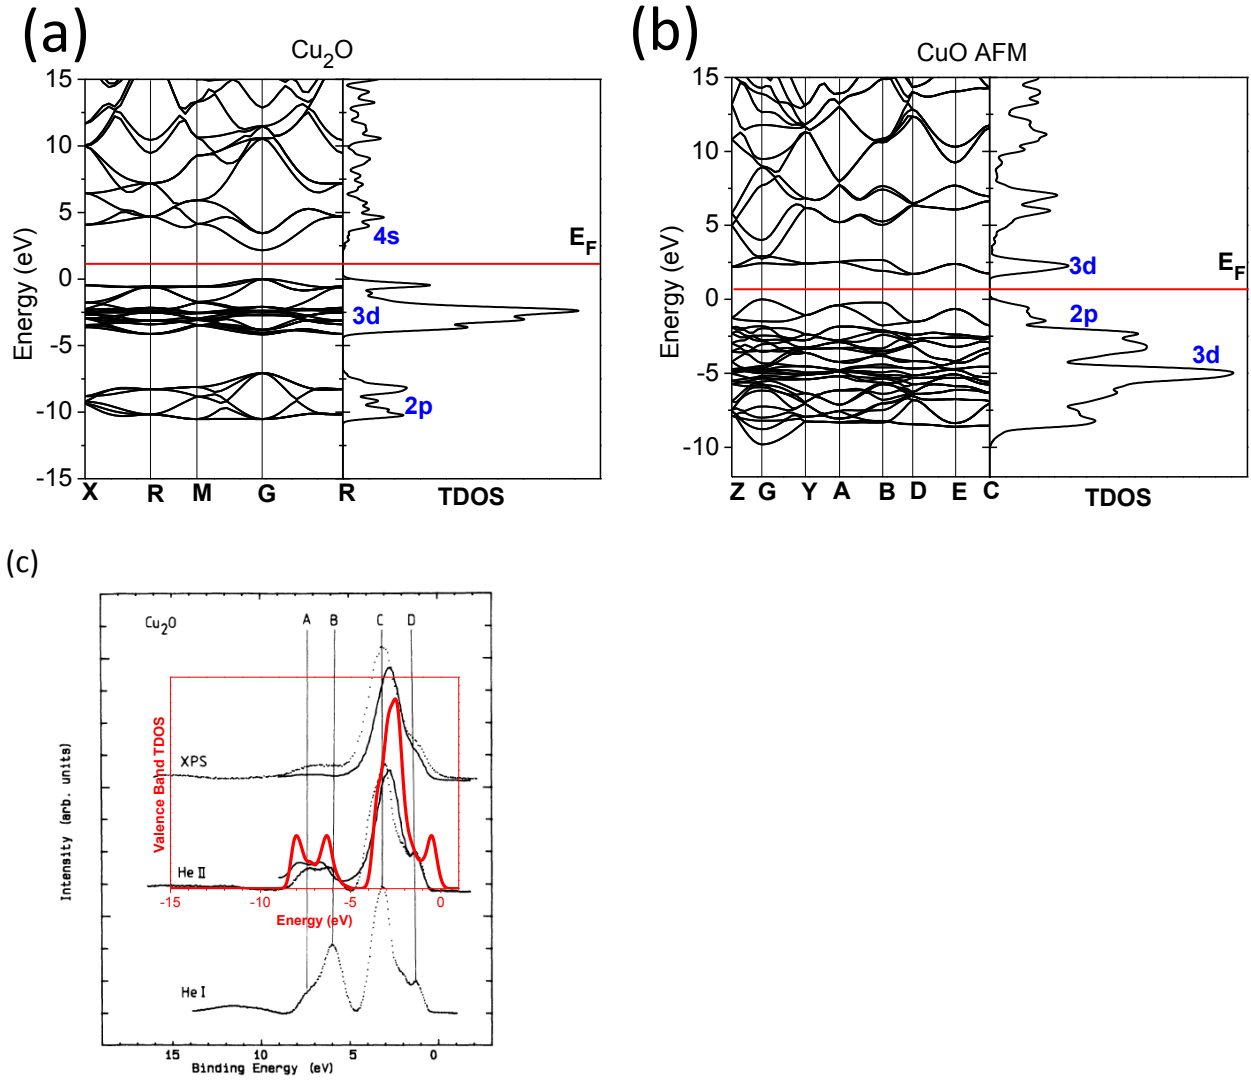 (a)
Cu₂O
15
10
5
0
-5
-10
-15
Energy (eV)
4s
E_F
3d
2p
X R M G R
TDOS
(b)
CuO AFM
15
10
5
0
-5
-10
Energy (eV)
3d
E_F
2p
3d
Z G Y A B D E C
TDOS
(c)
Cu₂O
A B C D
XPS
He II
He I
Intensity (arb. units)
Valence Band TDOS
-15 -10 -5 0
Energy (eV)
15 10 5 0
Binding Energy (eV)